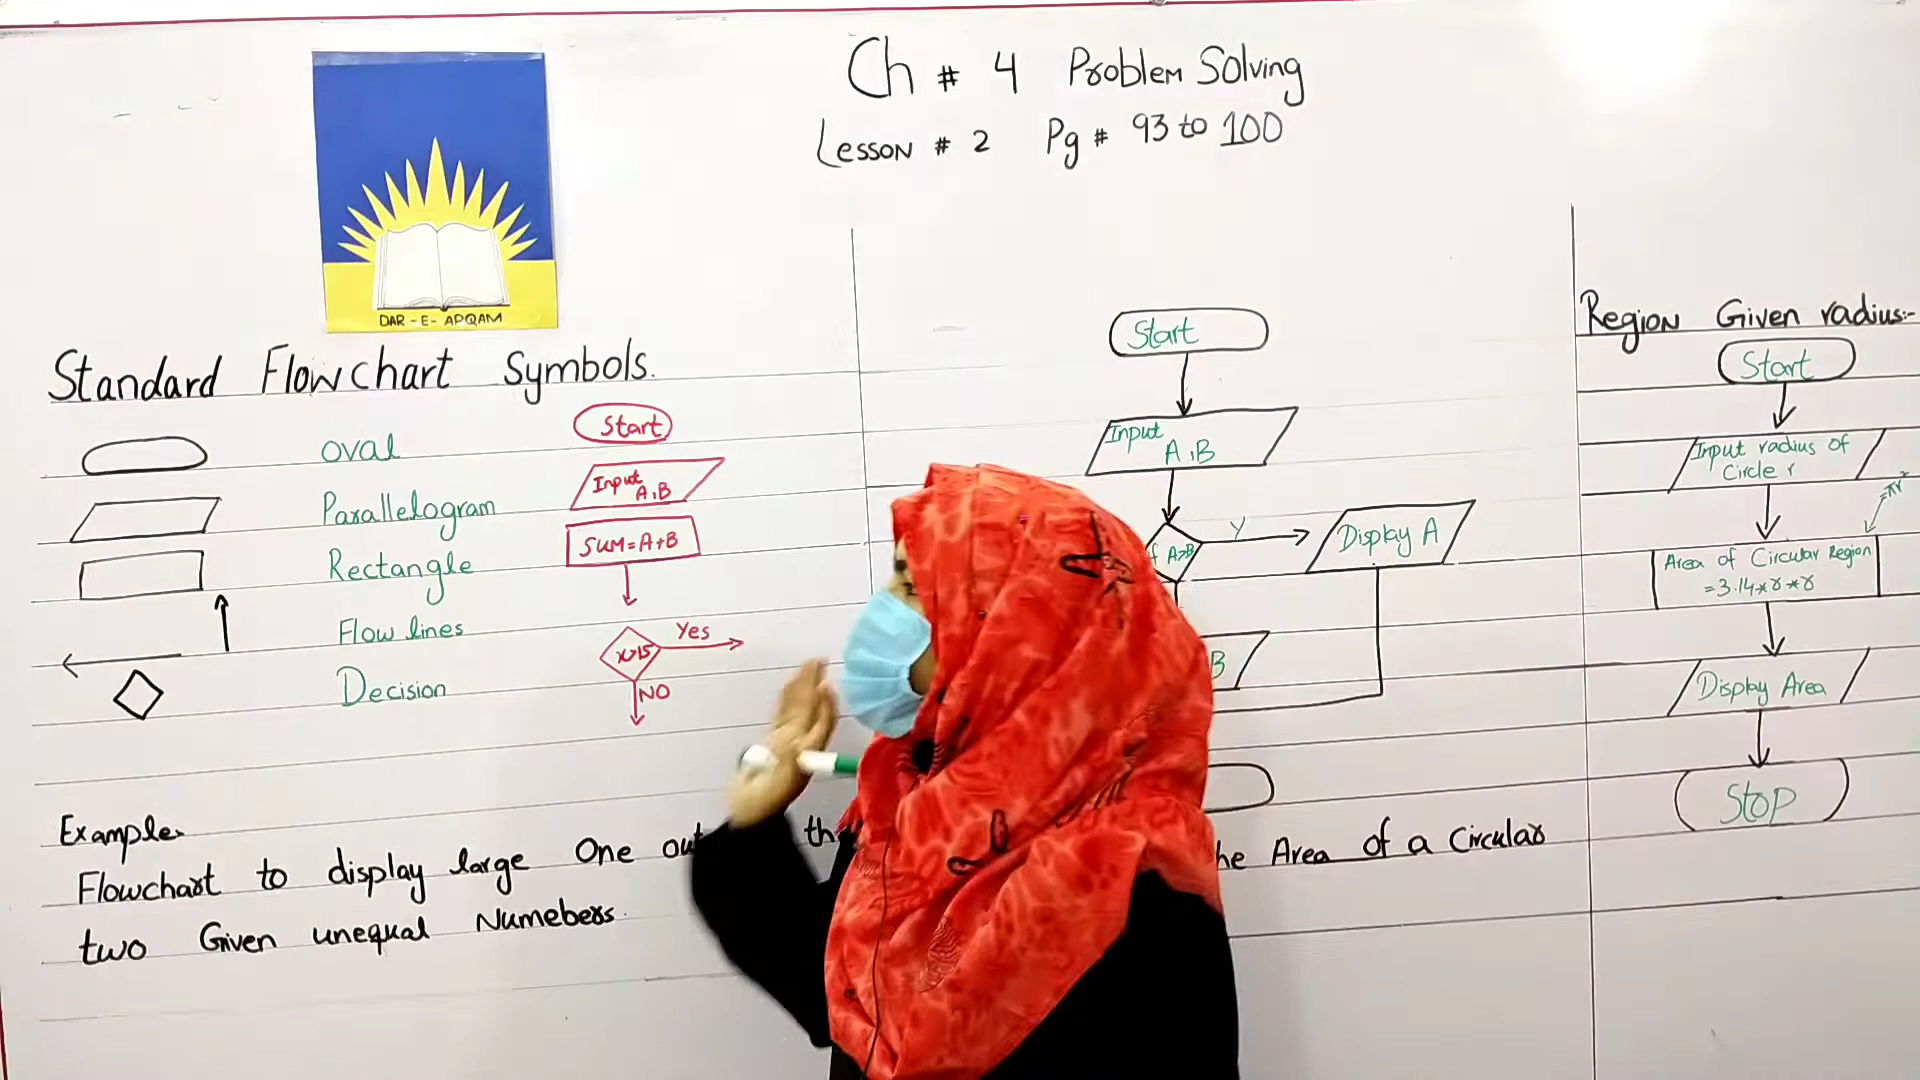 Ch # 4 Problem Solving
Lesson # 2 Pg # 93 to 100
DAR-E-ARQAM
Standard Flowchart Symbols.
oval
Start
Parallelogram
Input
A,B
Rectangle
SUM=A+B
Flow lines
x>15
Yes
NO
Decision
Example
Flowchart to display large One out
two Given unequal Numebers.
Start
Input
A,B
A>B
Y
Display A
B
Area of a Circular
Region Given radius:-
Start
Input radius of
Circle r
Area of Circular Region
=3.14*r*r
Display Area
Stop